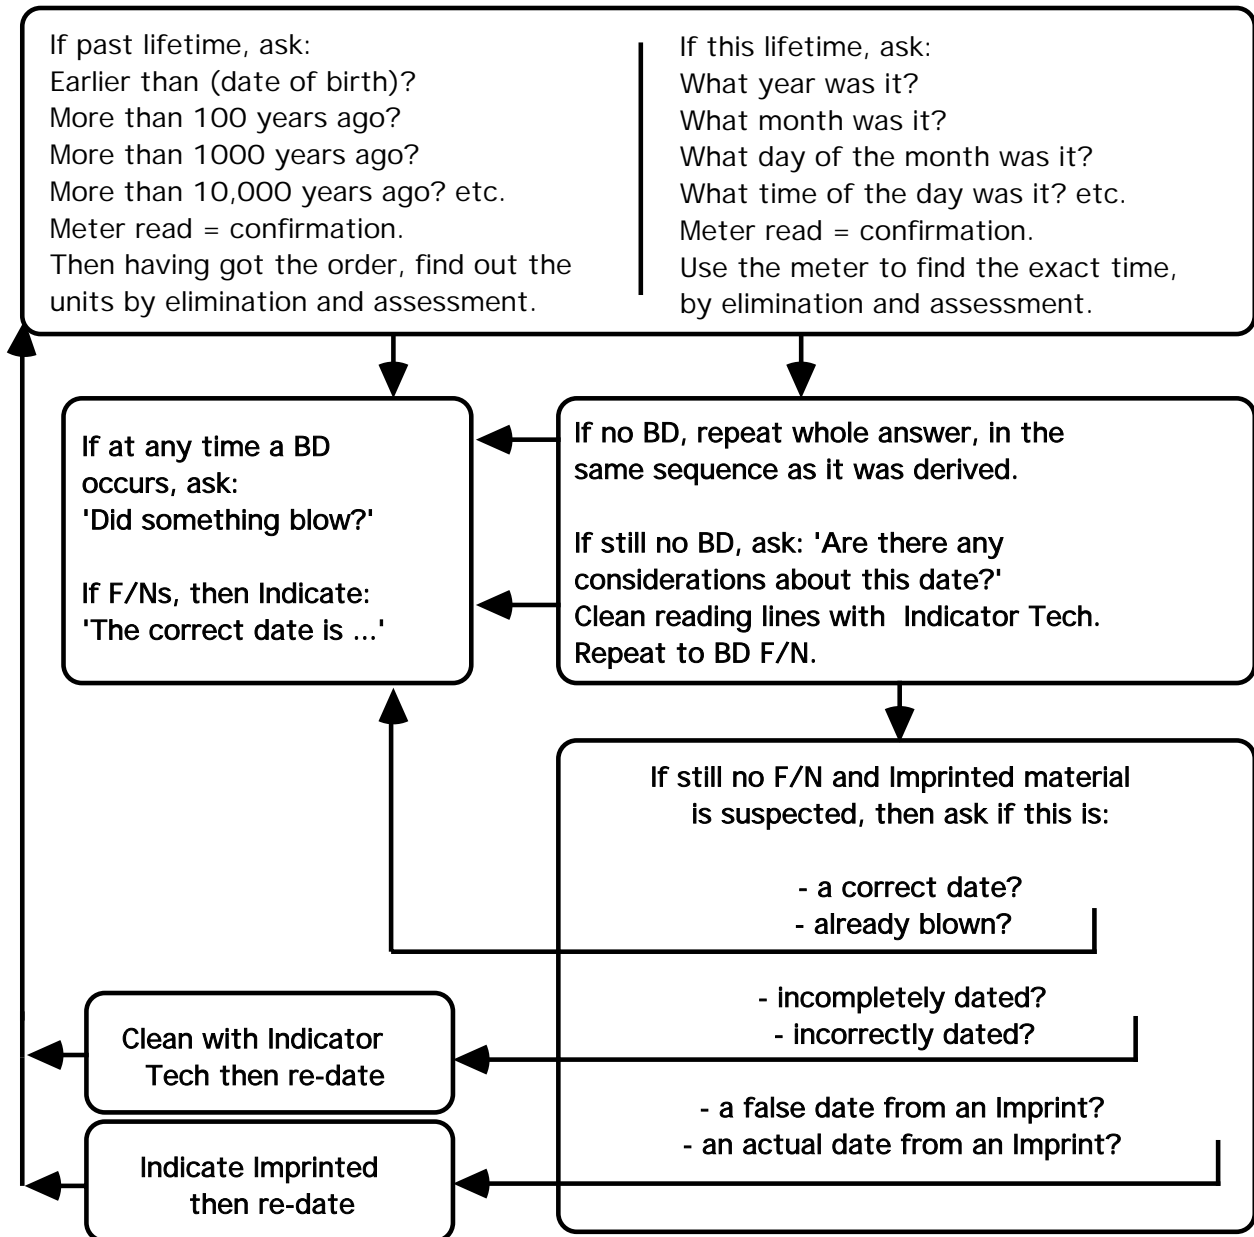 If past lifetime, ask:
Earlier than (date of birth)?
More than 100 years ago?
More than 1000 years ago?
More than 10,000 years ago? etc.
Meter read = confirmation.
Then having got the order, find out the
units by elimination and assessment.
If this lifetime, ask:
What year was it?
What month was it?
What day of the month was it?
What time of the day was it? etc.
Meter read = confirmation.
Use the meter to find the exact time,
by elimination and assessment.
If at any time a BD
occurs, ask:
'Did something blow?'
If F/Ns, then Indicate:
'The correct date is ...'
If no BD, repeat whole answer, in the
same sequence as it was derived.
If still no BD, ask: 'Are there any
considerations about this date?'
Clean reading lines with Indicator Tech.
Repeat to BD F/N.
If still no F/N and Imprinted material
is suspected, then ask if this is:
- a correct date?
- already blown?
- incompletely dated?
- incorrectly dated?
- a false date from an Imprint?
- an actual date from an Imprint?
Clean with Indicator
Tech then re-date
Indicate Imprinted
then re-date